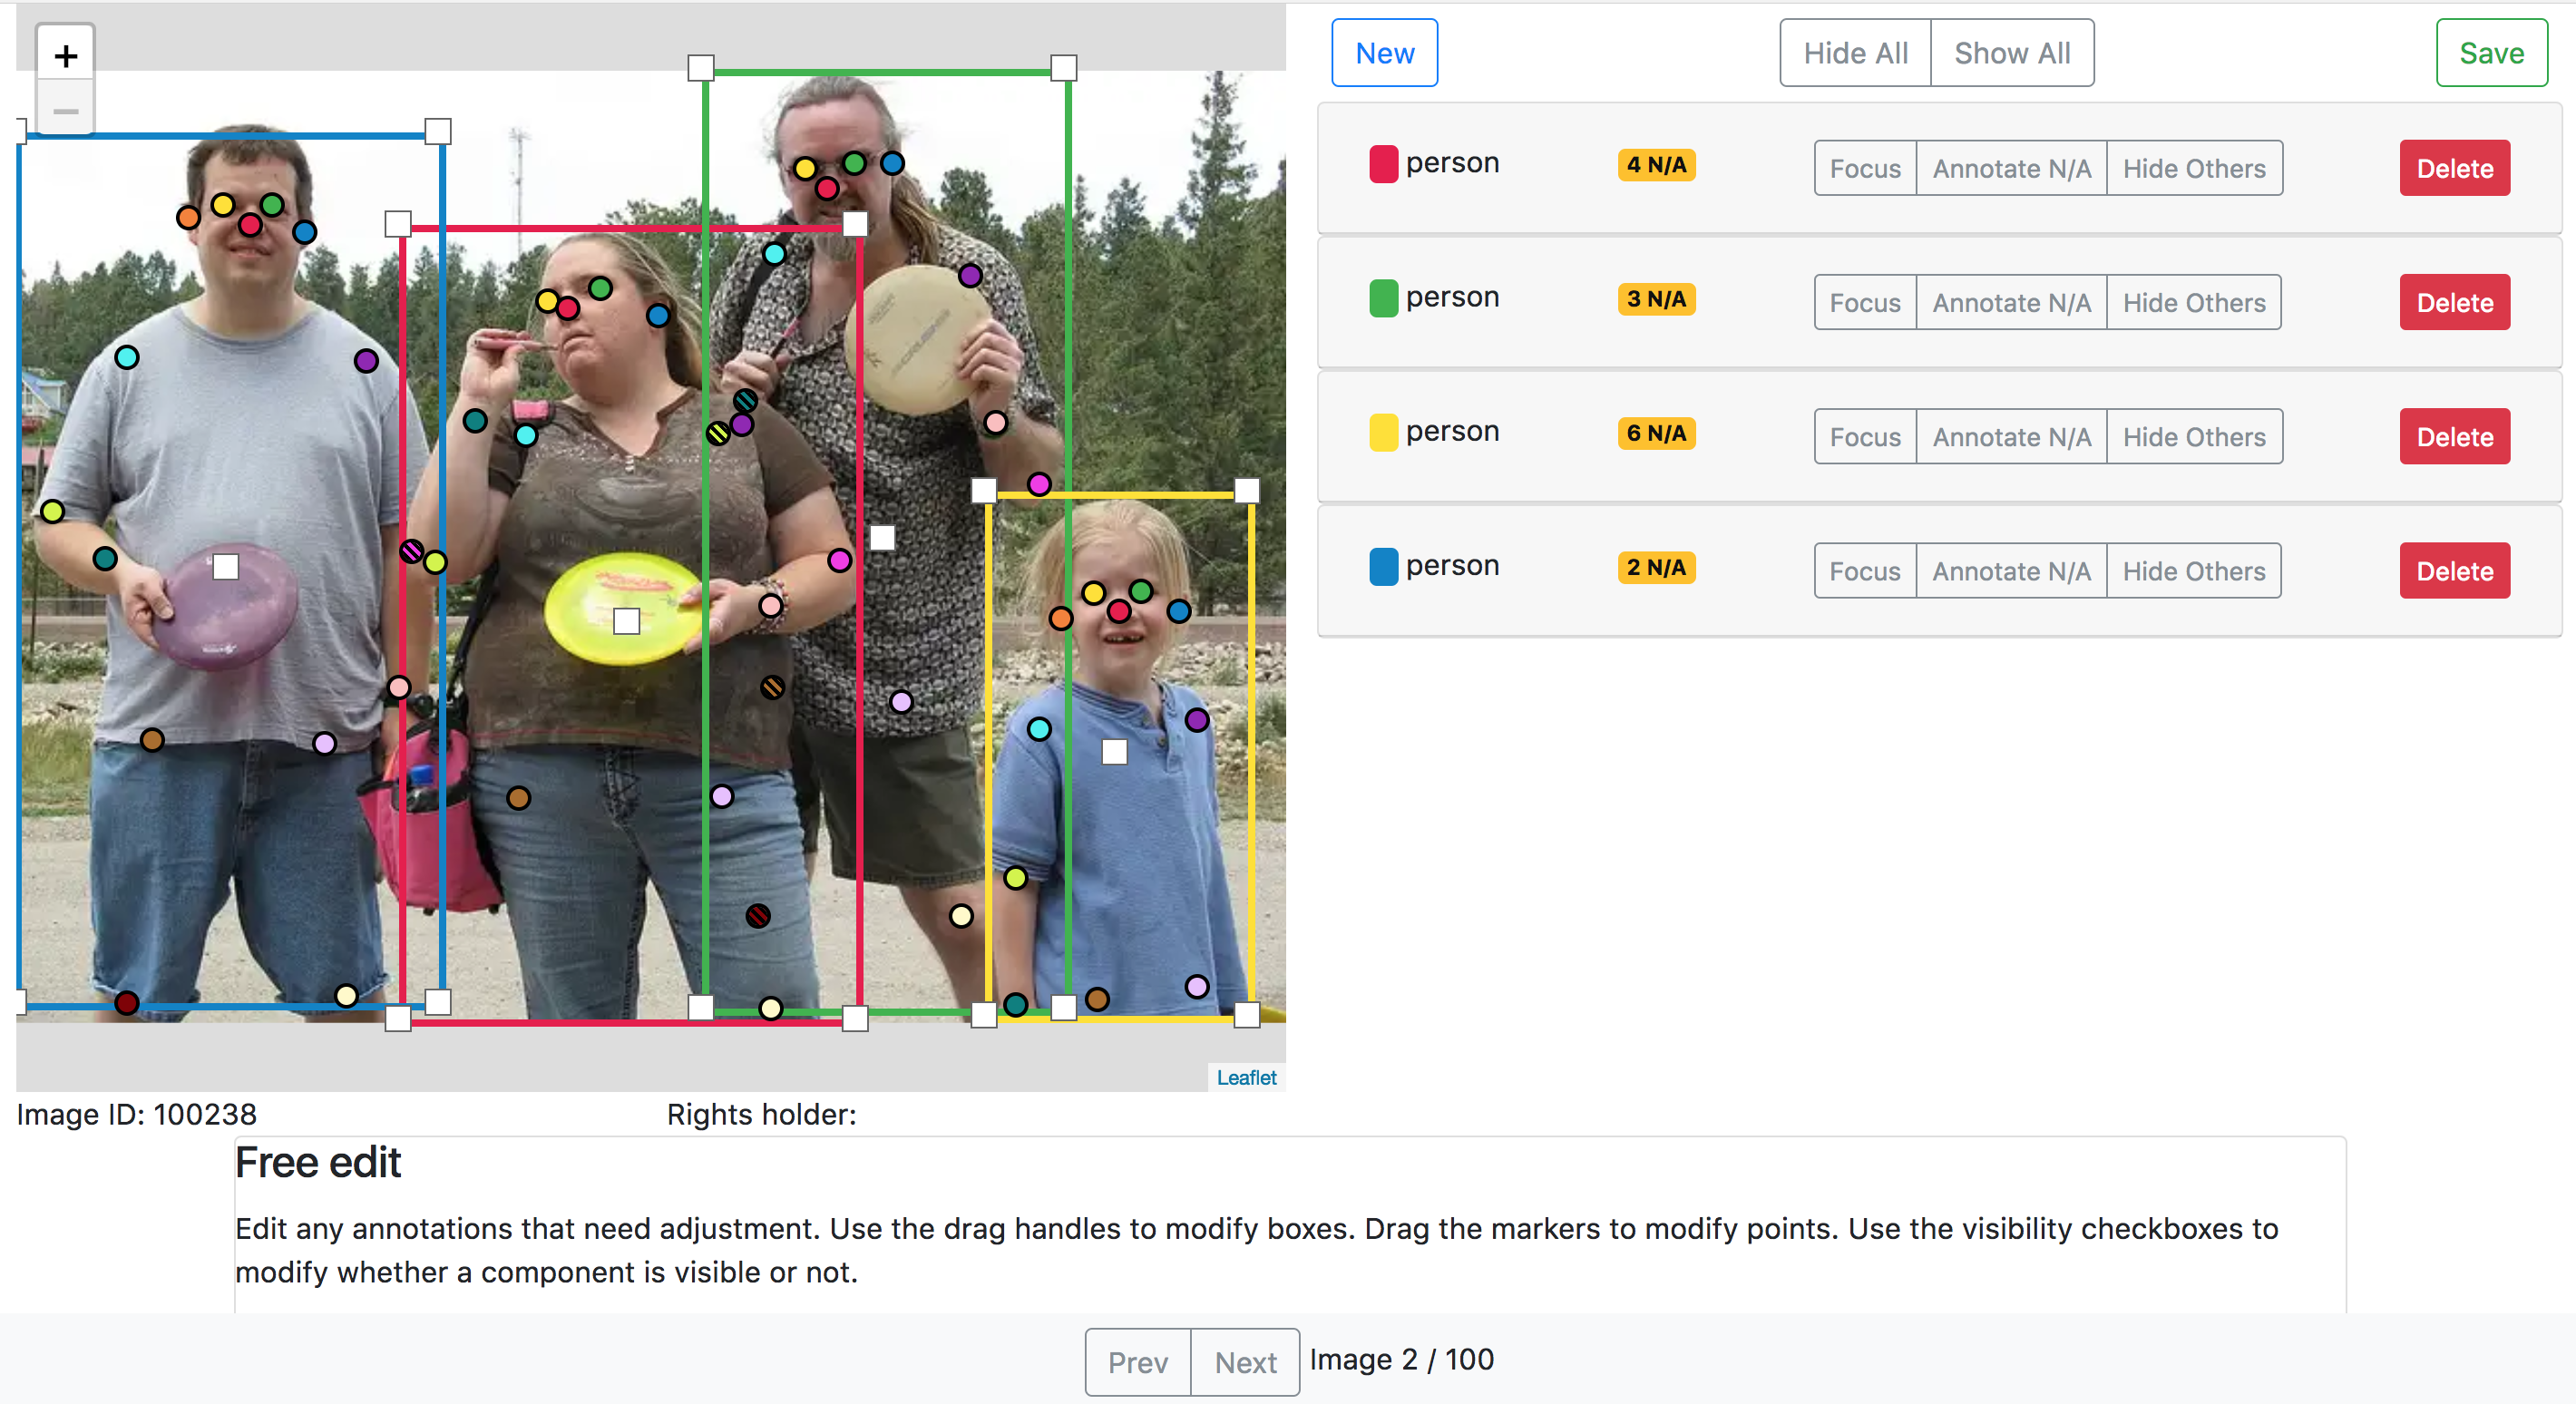 +
−
New
Hide All
Show All
Save
person
4 N/A
Focus
Annotate N/A
Hide Others
Delete
person
3 N/A
Focus
Annotate N/A
Hide Others
Delete
person
6 N/A
Focus
Annotate N/A
Hide Others
Delete
person
2 N/A
Focus
Annotate N/A
Hide Others
Delete
Leaflet
Image ID: 100238
Rights holder:
Free edit
Edit any annotations that need adjustment. Use the drag handles to modify boxes. Drag the markers to modify points. Use the visibility checkboxes to
modify whether a component is visible or not.
Prev
Next
Image 2 / 100